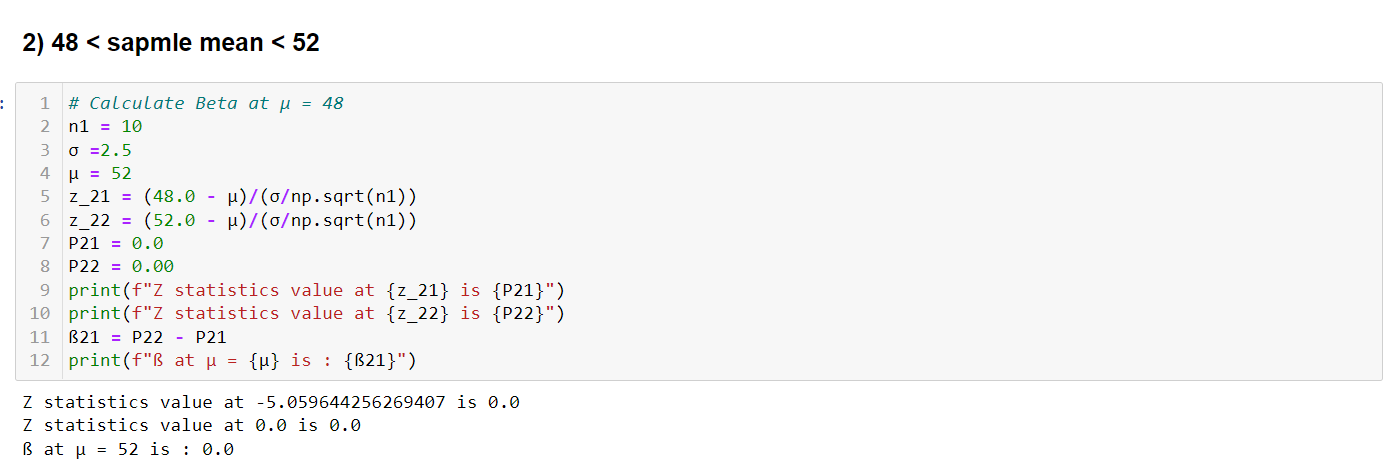 2) 48 < sapmle mean < 52
:
1 # Calculate Beta at μ = 48
2 n1 = 10
3 σ =2.5
4 μ = 52
5 z_21 = (48.0 - μ)/(σ/np.sqrt(n1))
6 z_22 = (52.0 - μ)/(σ/np.sqrt(n1))
7 P21 = 0.0
8 P22 = 0.00
9 print(f"Z statistics value at {z_21} is {P21}")
10 print(f"Z statistics value at {z_22} is {P22}")
11 ß21 = P22 - P21
12 print(f"ß at μ = {μ} is : {ß21}")
Z statistics value at -5.059644256269407 is 0.0
Z statistics value at 0.0 is 0.0
ß at μ = 52 is : 0.0